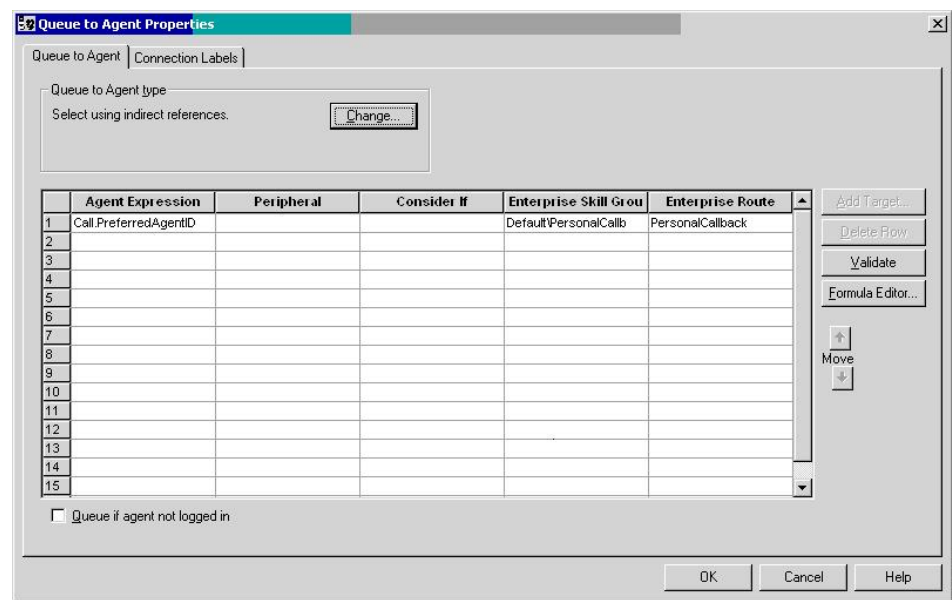 Queue to Agent Properties
Queue to Agent
Connection Labels
Queue to Agent type
Select using indirect references.
Change...
Agent Expression Peripheral Consider If Enterprise Skill Grou Enterprise Route
1 Call.PreferredAgentID Default\PersonalCallb PersonalCallback
2
3
4
5
6
7
8
9
10
11
12
13
14
15
Add Target...
Delete Row
Validate
Formula Editor...
Move
Queue if agent not logged in
OK Cancel Help